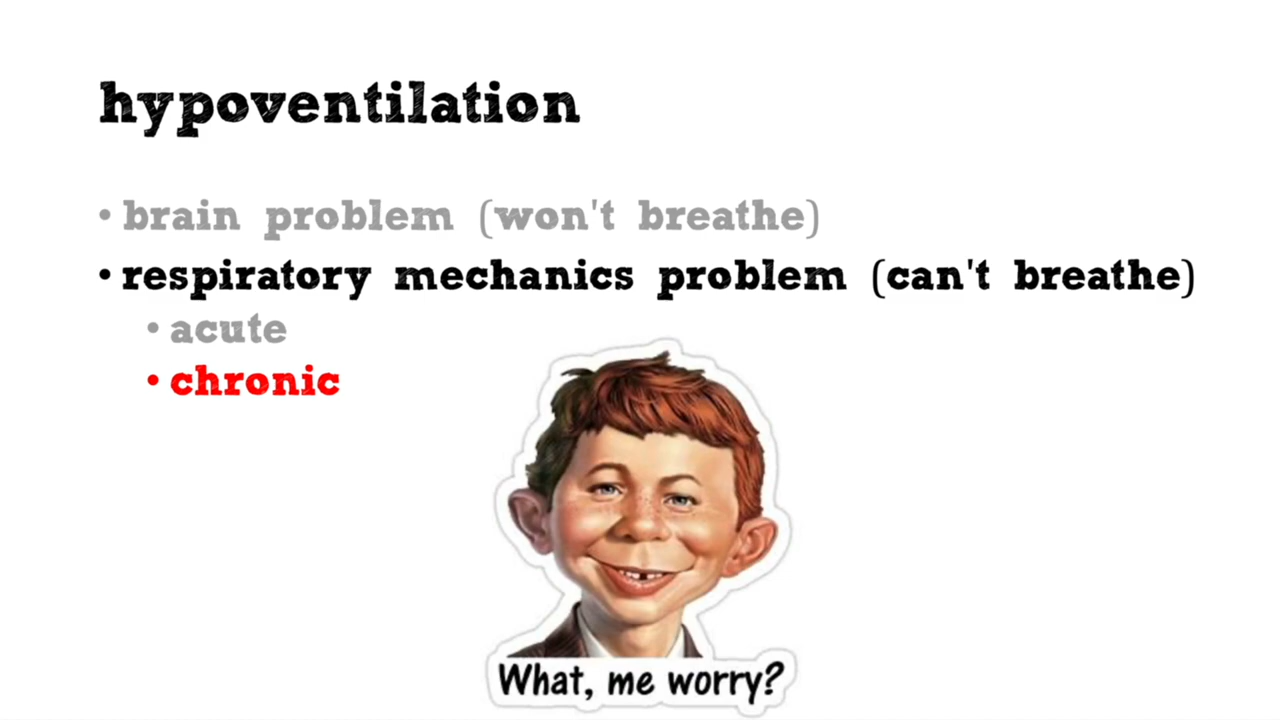 hypoventilation
• brain problem (won't breathe)
• respiratory mechanics problem (can't breathe)
• acute
• chronic
What, me worry?